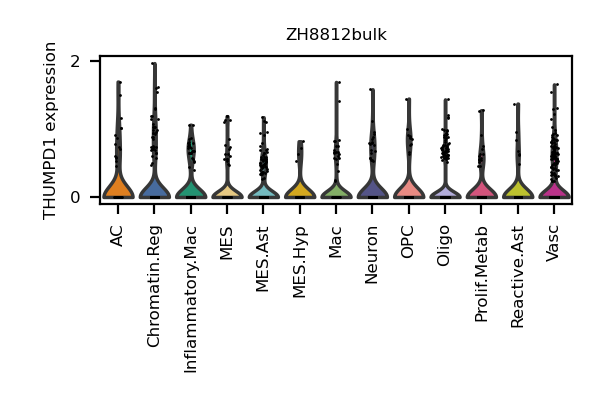 ZH8812bulk
THUMPD1 expression
2
0
AC
Chromatin.Reg
Inflammatory.Mac
MES
MES.Ast
MES.Hyp
Mac
Neuron
OPC
Oligo
Prolif.Metab
Reactive.Ast
Vasc